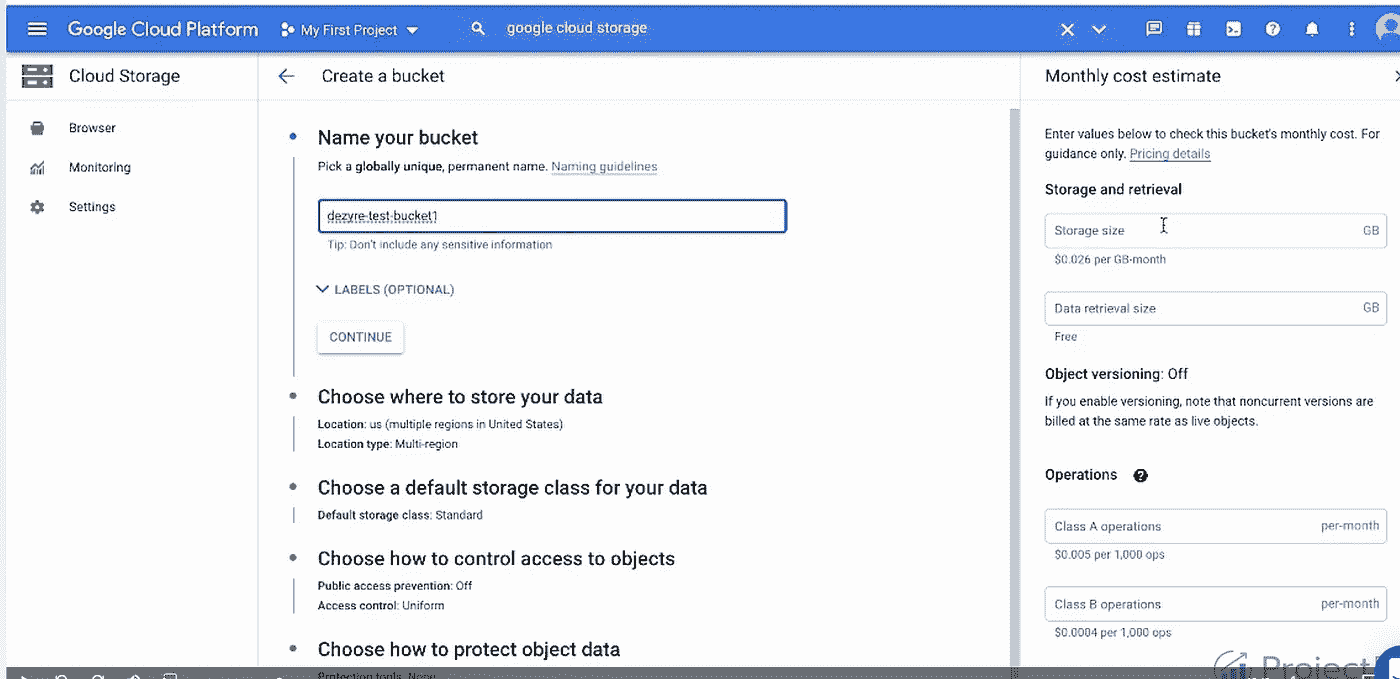 Google Cloud Platform My First Project google cloud storage
Cloud Storage
Browser
Monitoring
Settings
Create a bucket
Name your bucket
Pick a globally unique, permanent name. Naming guidelines
dezyre-test-bucket1
Tip: Don't include any sensitive information
LABELS (OPTIONAL)
CONTINUE
Choose where to store your data
Location: us (multiple regions in United States)
Location type: Multi-region
Choose a default storage class for your data
Default storage class: Standard
Choose how to control access to objects
Public access prevention: Off
Access control: Uniform
Choose how to protect object data
Protection tools: None
Monthly cost estimate
Enter values below to check this bucket's monthly cost. For
guidance only. Pricing details
Storage and retrieval
Storage size GB
$0.026 per GB-month
Data retrieval size GB
Free
Object versioning: Off
If you enable versioning, note that noncurrent versions are
billed at the same rate as live objects.
Operations
Class A operations per-month
$0.005 per 1,000 ops
Class B operations per-month
$0.0004 per 1,000 ops